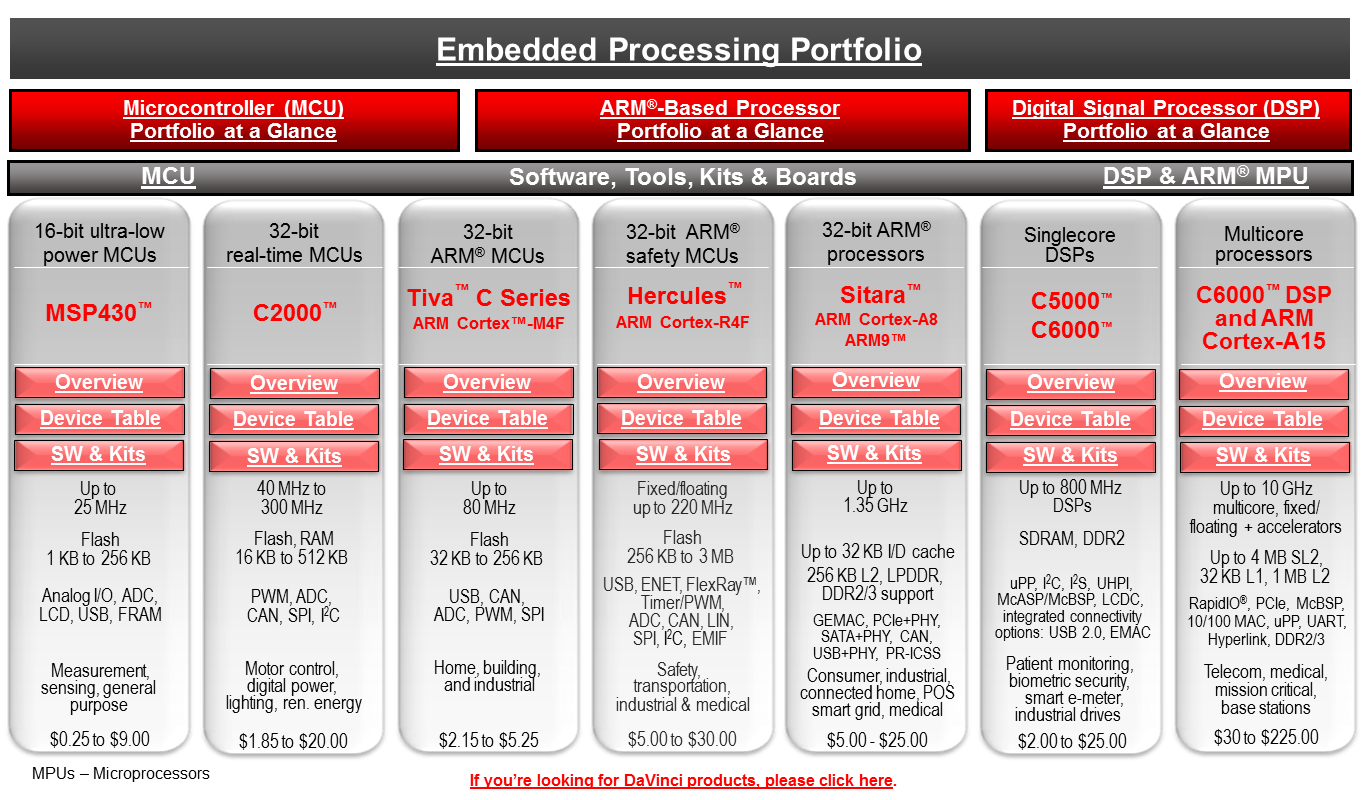 Embedded Processing Portfolio
Microcontroller (MCU)
Portfolio at a Glance
ARM®-Based Processor
Portfolio at a Glance
Digital Signal Processor (DSP)
Portfolio at a Glance
MCU
Software, Tools, Kits & Boards
DSP & ARM® MPU
16-bit ultra-low
power MCUs
MSP430™
Overview
Device Table
SW & Kits
Up to
25 MHz
Flash
1 KB to 256 KB
Analog I/O, ADC,
LCD, USB, FRAM
Measurement,
sensing, general
purpose
$0.25 to $9.00
32-bit
real-time MCUs
C2000™
Overview
Device Table
SW & Kits
40 MHz to
300 MHz
Flash, RAM
16 KB to 512 KB
PWM, ADC,
CAN, SPI, I²C
Motor control,
digital power,
lighting, ren. energy
$1.85 to $20.00
32-bit
ARM® MCUs
Tiva™ C Series
ARM Cortex™-M4F
Overview
Device Table
SW & Kits
Up to
80 MHz
Flash
32 KB to 256 KB
USB, CAN,
ADC, PWM, SPI
Home, building,
and industrial
$2.15 to $5.25
32-bit ARM®
safety MCUs
Hercules™
ARM Cortex-R4F
Overview
Device Table
SW & Kits
Fixed/floating
up to 220 MHz
Flash
256 KB to 3 MB
USB, ENET, FlexRay™,
Timer/PWM,
ADC, CAN, LIN,
SPI, I²C, EMIF
Safety,
transportation,
industrial & medical
$5.00 to $30.00
32-bit ARM®
processors
Sitara™
ARM Cortex-A8
ARM9™
Overview
Device Table
SW & Kits
Up to
1.35 GHz
Up to 32 KB I/D cache
256 KB L2, LPDDR,
DDR2/3 support
GEMAC, PCIe+PHY,
SATA+PHY, CAN,
USB+PHY, PR-ICSS
Consumer, industrial,
connected home, POS
smart grid, medical
$5.00 - $25.00
Singlecore
DSPs
C5000™
C6000™
Overview
Device Table
SW & Kits
Up to 800 MHz
DSPs
SDRAM, DDR2
uPP, I²C, I²S, UHPI,
McASP/McBSP, LCDC,
integrated connectivity
options: USB 2.0, EMAC
Patient monitoring,
biometric security,
smart e-meter,
industrial drives
$2.00 to $25.00
Multicore
processors
C6000™ DSP
and ARM
Cortex-A15
Overview
Device Table
SW & Kits
Up to 10 GHz
multicore, fixed/
floating + accelerators
Up to 4 MB SL2,
32 KB L1, 1 MB L2
RapidIO®, PCIe, McBSP,
10/100 MAC, uPP, UART,
Hyperlink, DDR2/3
Telecom, medical,
mission critical,
base stations
$30 to $225.00
MPUs – Microprocessors
If you're looking for DaVinci products, please click here.